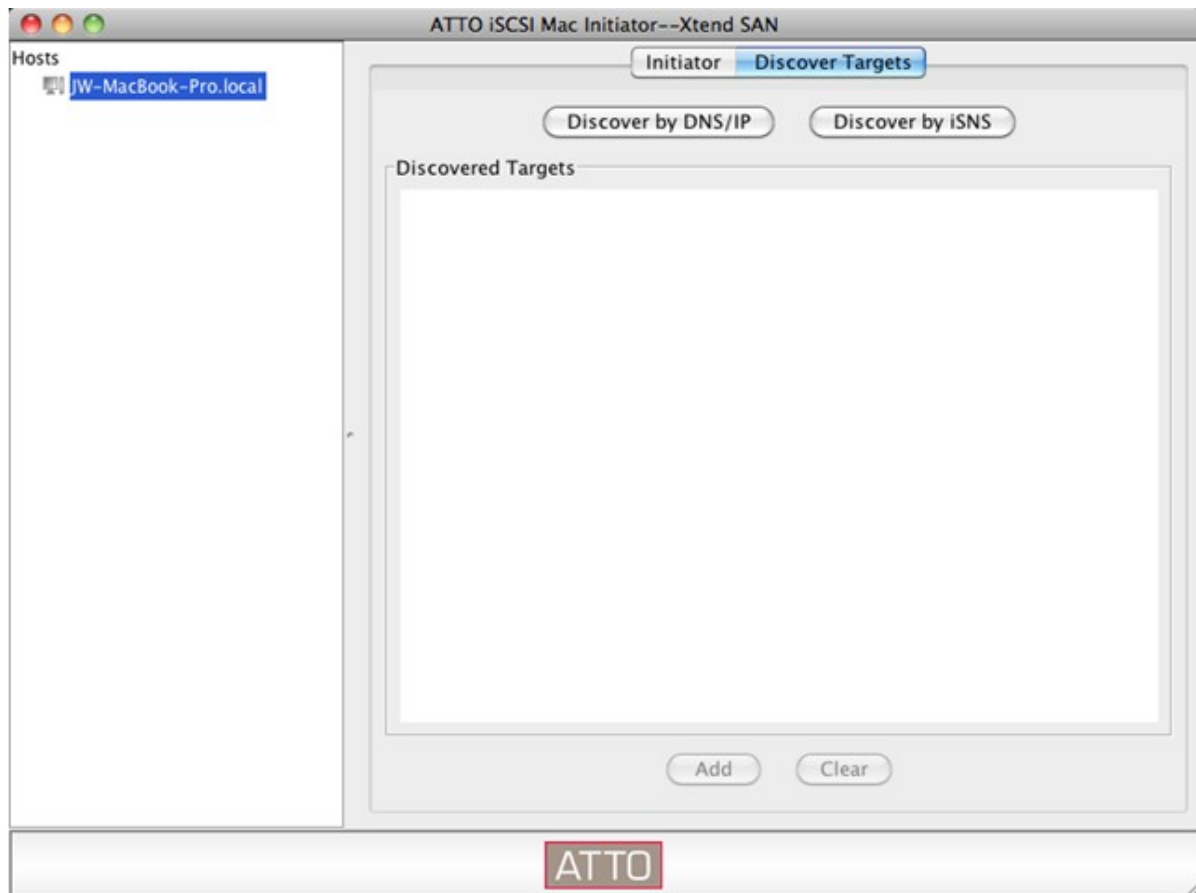 ATTO iSCSI Mac Initiator--Xtend SAN
Hosts
JW-MacBook-Pro.local
Initiator Discover Targets
Discover by DNS/IP Discover by iSNS
Discovered Targets
Add Clear
ATTO